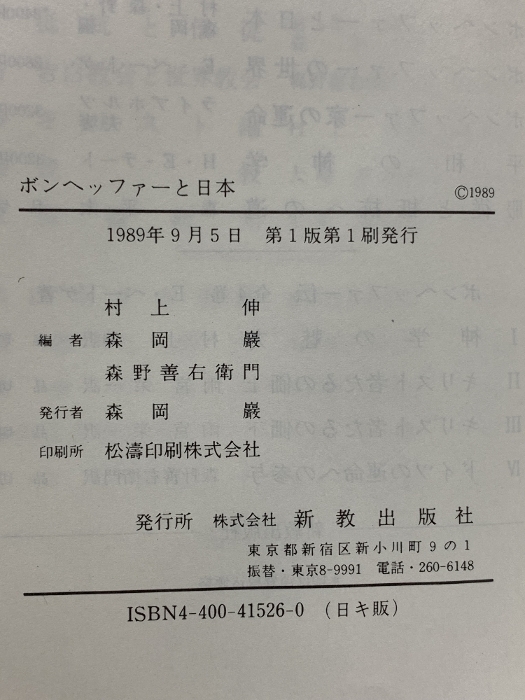 ボンヘッファーと日本
©1989
1989年9月5日 第1版第1刷発行
村上伸
編者 森岡巖
森野善右衛門
発行者 森岡巖
印刷所 松濤印刷株式会社
発行所 株式会社 新教出版社
東京都新宿区新小川町9の1
振替・東京8-9991 電話・260-6148
ISBN4-400-41526-0 (日キ販)